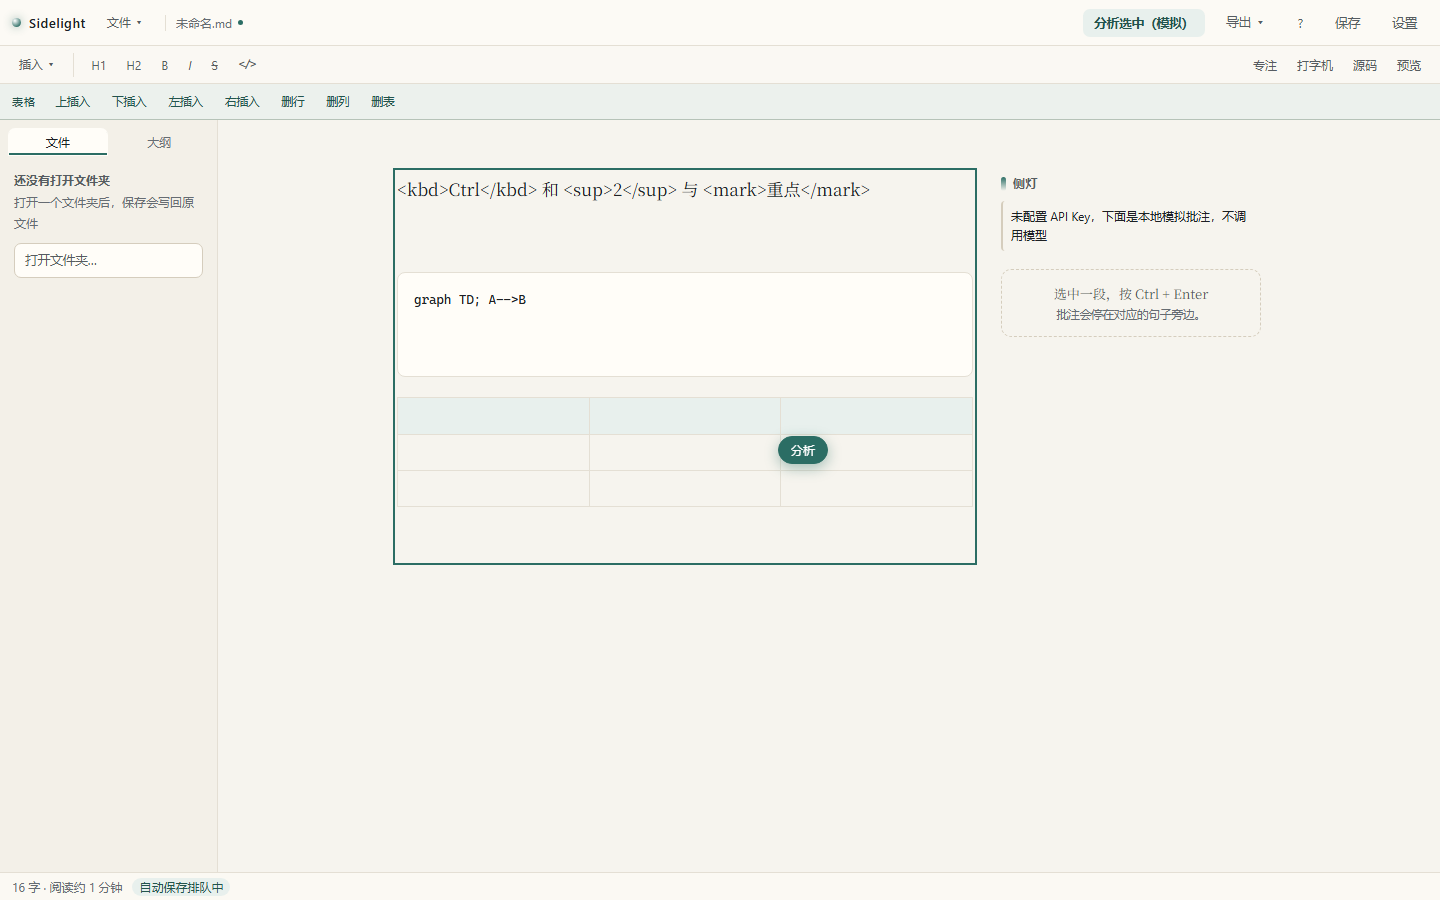 Sidelight 文件 ▾ 未命名.md ● 分析选中（模拟） 导出 ▾ ? 保存 设置
插入 ▾ H1 H2 B I S </> 专注 打字机 源码 预览
表格 上插入 下插入 左插入 右插入 删行 删列 删表
文件 大纲
还没有打开文件夹
打开一个文件夹后，保存会写回原
文件
打开文件夹...
<kbd>Ctrl</kbd> 和 <sup>2</sup> 与 <mark>重点</mark>
graph TD; A-->B
分析
侧灯
未配置 API Key，下面是本地模拟批注，不调
用模型
选中一段，按 Ctrl + Enter
批注会停在对应的句子旁边。
16 字 · 阅读约 1 分钟 自动保存排队中